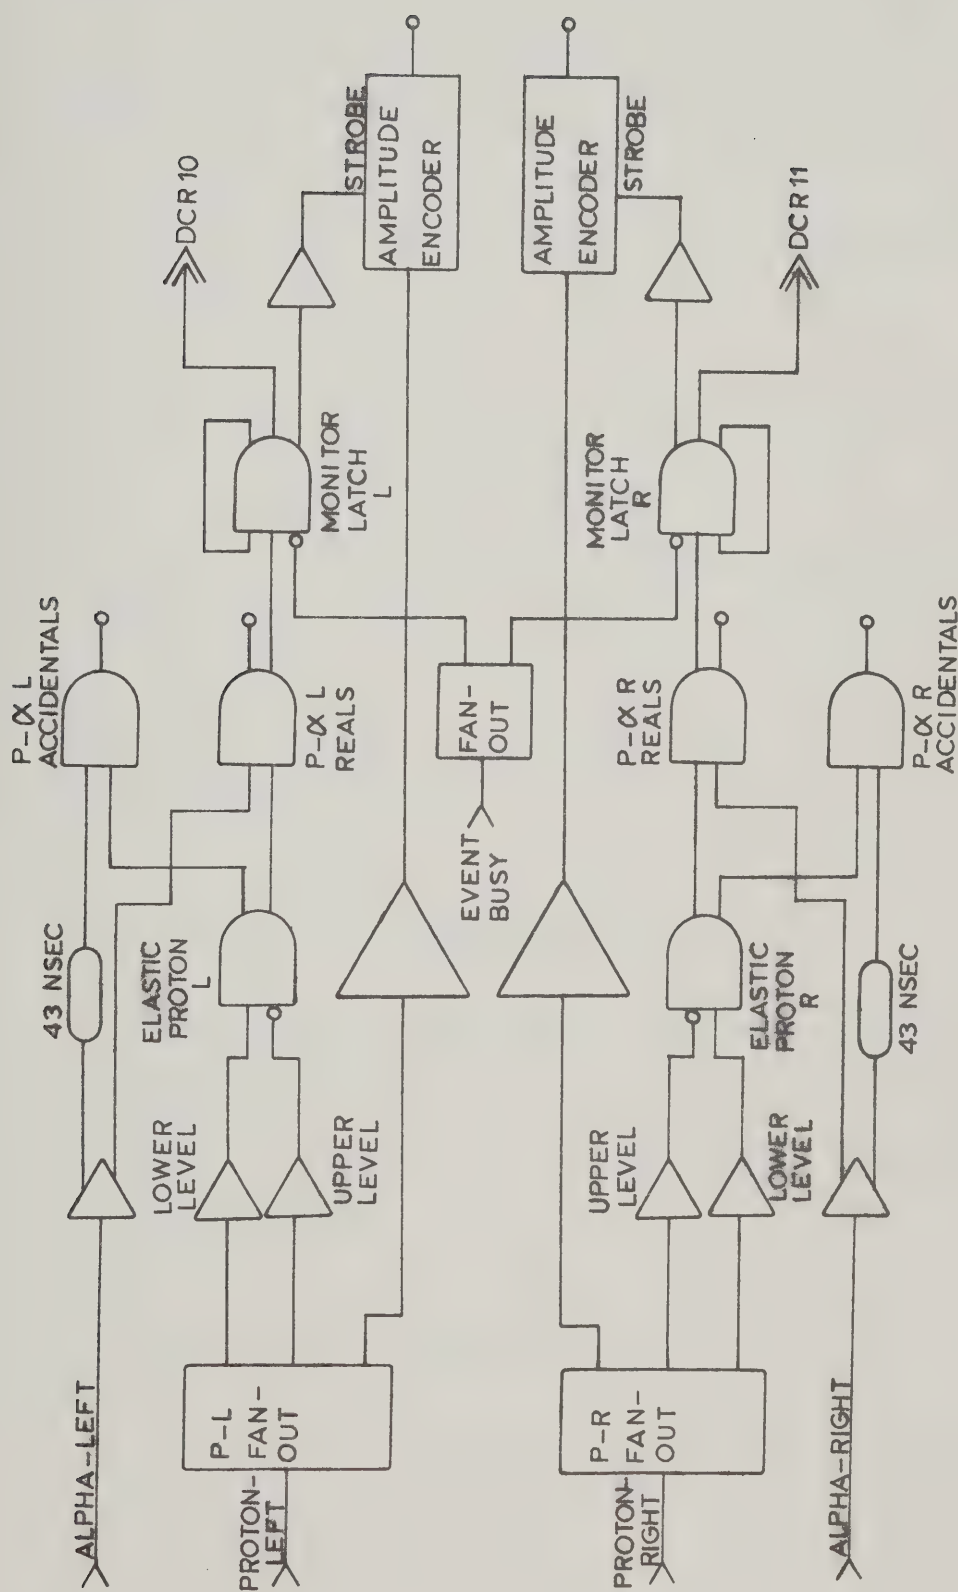 ALPHA-LEFT
43 NSEC
P-α L
ACCIDENTALS
PROTON-
LEFT
P-L
FAN-
OUT
LOWER
LEVEL
UPPER
LEVEL
ELASTIC
PROTON
L
P-α L
REALS
MONITOR
LATCH
L
DCR 10
STROBE
AMPLITUDE
ENCODER
EVENT
BUSY
FAN-
OUT
AMPLITUDE
ENCODER
STROBE
PROTON-
RIGHT
P-R
FAN-
OUT
UPPER
LEVEL
LOWER
LEVEL
ELASTIC
PROTON
R
P-α R
REALS
MONITOR
LATCH
R
DCR 11
ALPHA-RIGHT
43 NSEC
P-α R
ACCIDENTALS